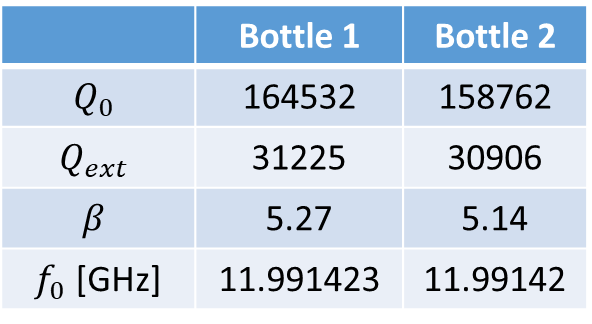 Bottle 1 Bottle 2
Q₀ 164532 158762
Qₑₓₜ 31225 30906
β 5.27 5.14
f₀ [GHz] 11.991423 11.99142